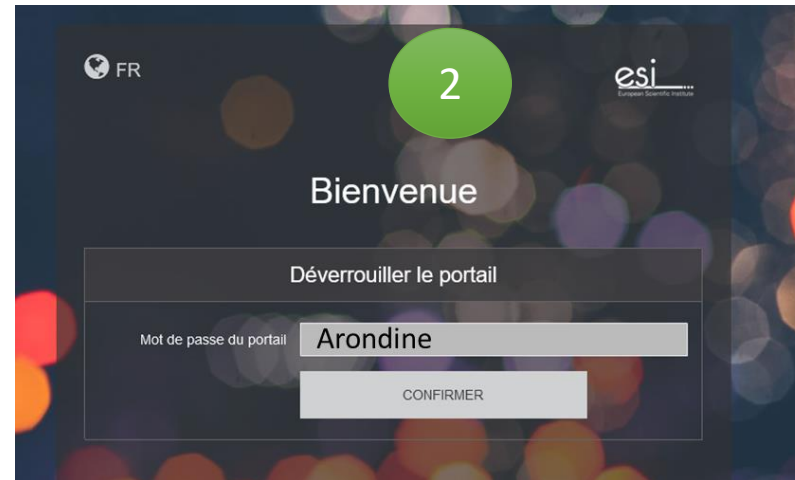 FR
2
esi
European Scientific Institute
Bienvenue
Déverrouiller le portail
Mot de passe du portail
Arondine
CONFIRMER